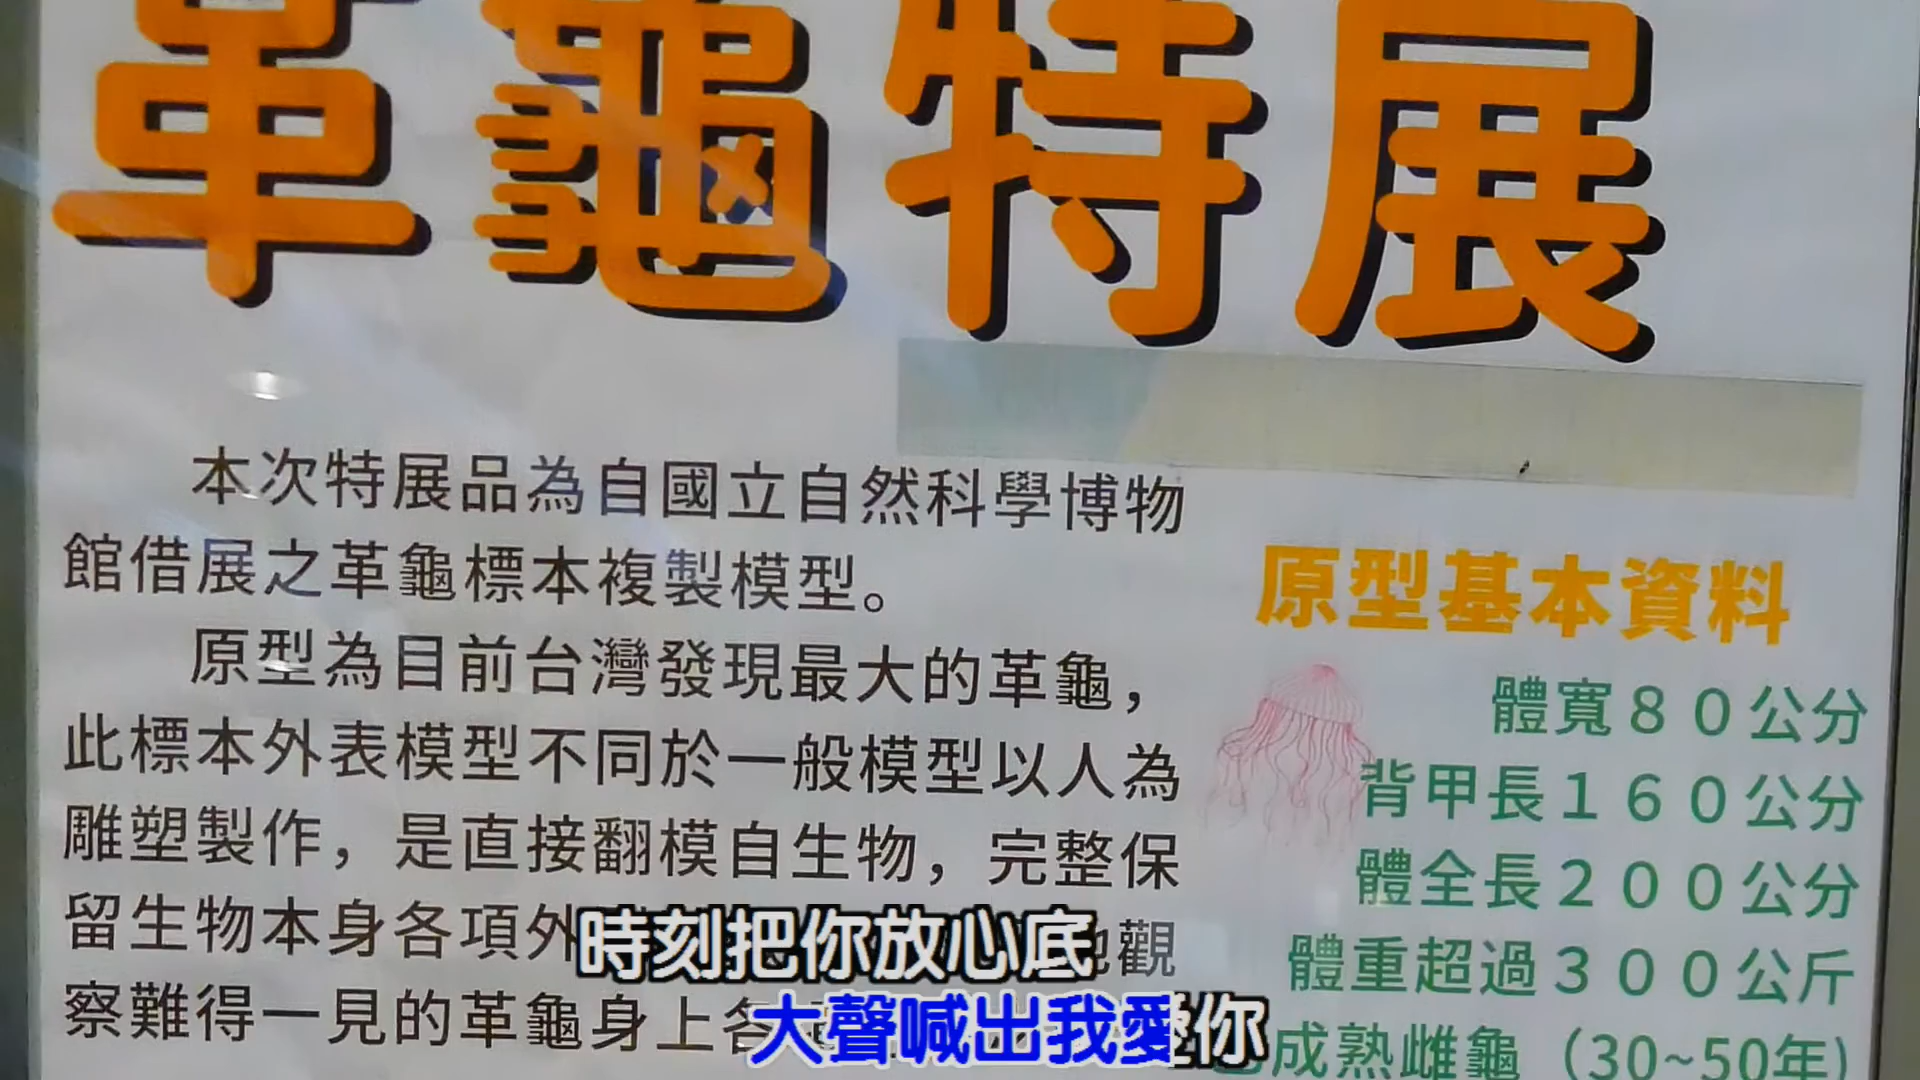 革龜特展
本次特展品為自國立自然科學博物
館借展之革龜標本複製模型。
原型為目前台灣發現最大的革龜，
此標本外表模型不同於一般模型以人為
雕塑製作，是直接翻模自生物，完整保
留生物本身各項外
觀
察難得一見的革龜身上各
原型基本資料
體寬８０公分
背甲長１６０公分
體全長２００公分
體重超過３００公斤
成熟雌龜（30~50年）
時刻把你放心底
大聲喊出我愛你